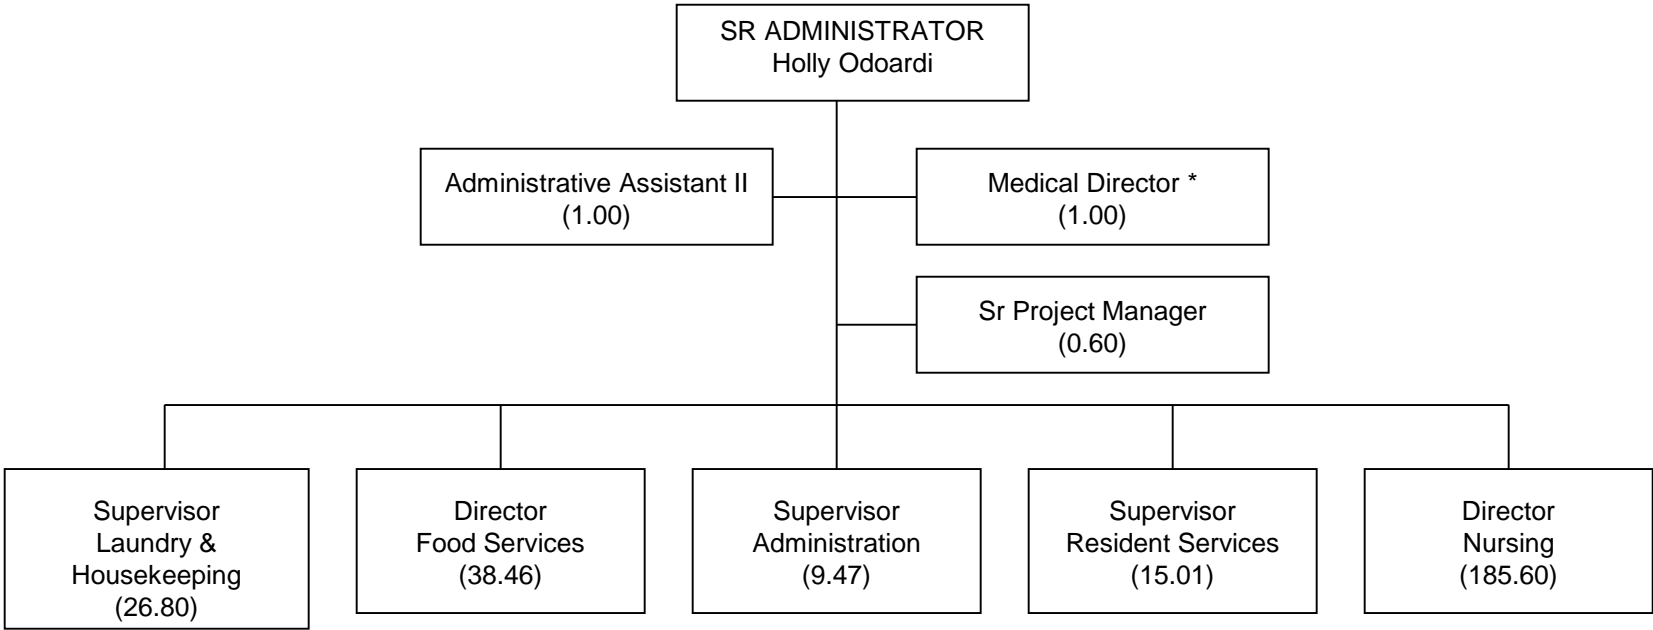 SR ADMINISTRATOR
Holly Odoardi
Administrative Assistant II
(1.00)
Medical Director *
(1.00)
Sr Project Manager
(0.60)
Supervisor
Laundry &
Housekeeping
(26.80)
Director
Food Services
(38.46)
Supervisor
Administration
(9.47)
Supervisor
Resident Services
(15.01)
Director
Nursing
(185.60)